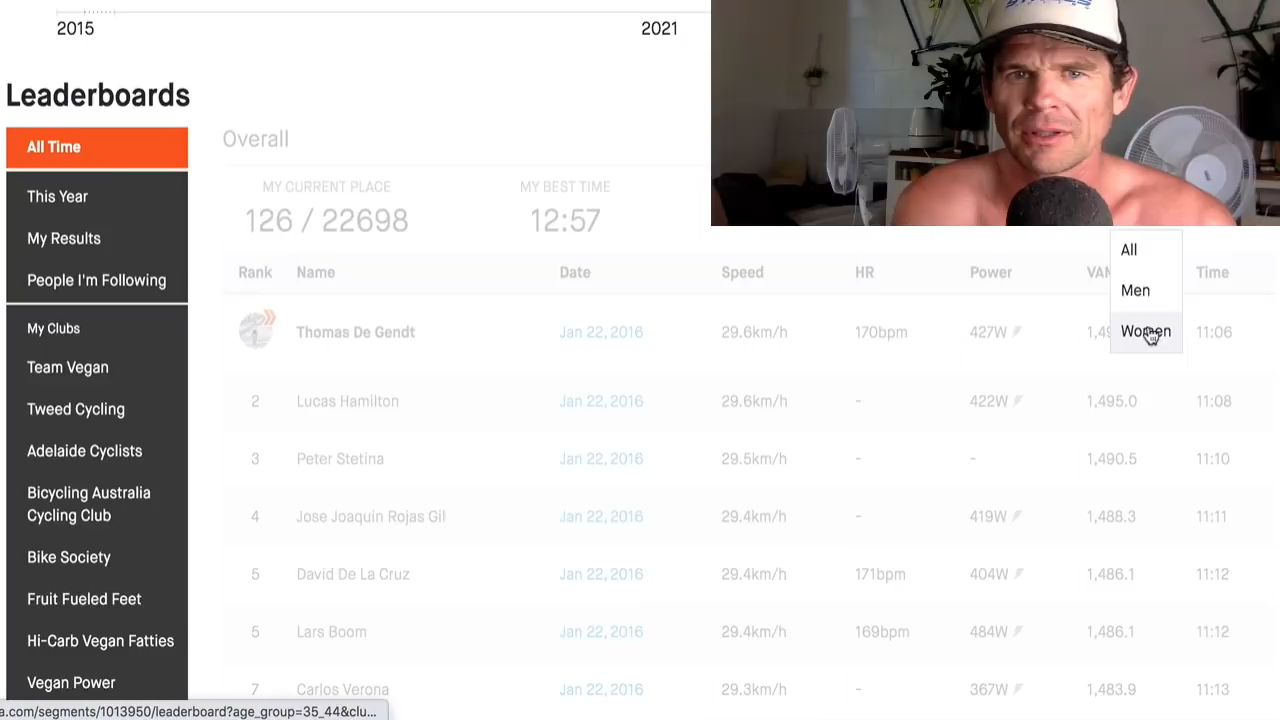 2015 2021
Leaderboards
All Time
This Year
My Results
People I'm Following
My Clubs
Team Vegan
Tweed Cycling
Adelaide Cyclists
Bicycling Australia
Cycling Club
Bike Society
Fruit Fueled Feet
Hi-Carb Vegan Fatties
Vegan Power
Overall
MY CURRENT PLACE MY BEST TIME
126 / 22698 12:57
All
Men
Women
Rank Name Date Speed HR Power Time
Thomas De Gendt Jan 22, 2016 29.6km/h 170bpm 427W 11:06
2 Lucas Hamilton Jan 22, 2016 29.6km/h - 422W 1,495.0 11:08
3 Peter Stetina Jan 22, 2016 29.5km/h - - 1,490.5 11:10
4 Jose Joaquin Rojas Gil Jan 22, 2016 29.4km/h - 419W 1,488.3 11:11
5 David De La Cruz Jan 22, 2016 29.4km/h 171bpm 404W 1,486.1 11:12
5 Lars Boom Jan 22, 2016 29.4km/h 169bpm 484W 1,486.1 11:12
7 Carlos Verona Jan 22, 2016 29.3km/h - 367W 1,483.9 11:13
a.com/segments/1013950/leaderboard?age_group=35_44&clu...